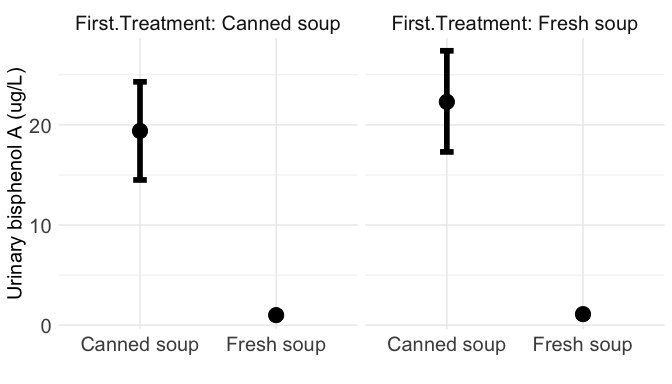 First.Treatment: Canned soup
First.Treatment: Fresh soup
Urinary bisphenol A (ug/L)
20
10
0
Canned soup
Fresh soup
Canned soup
Fresh soup